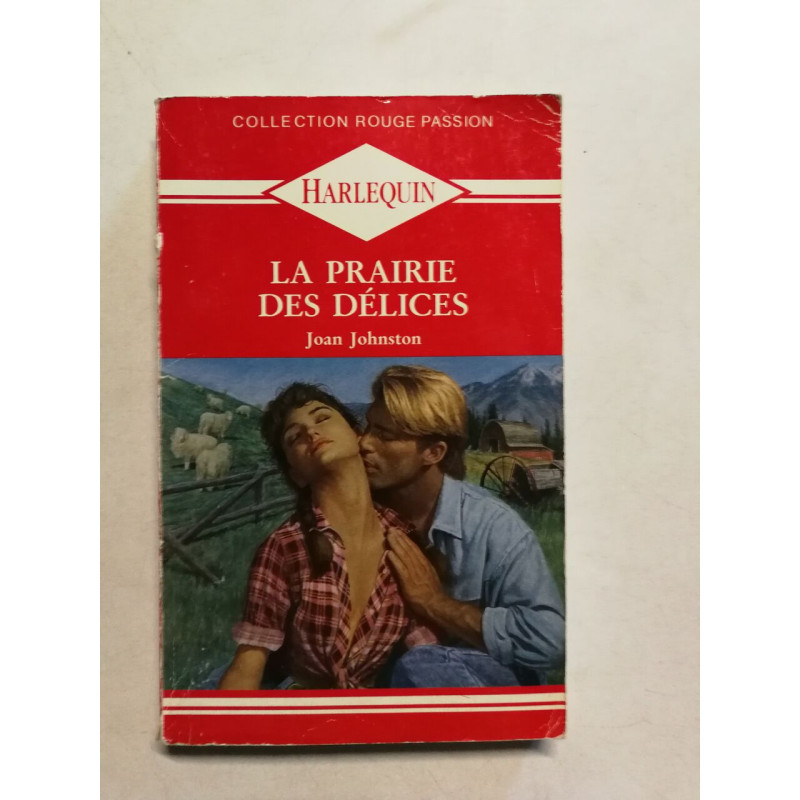 COLLECTION ROUGE PASSION
HARLEQUIN
LA PRAIRIE
DES DÉLICES
Joan Johnston